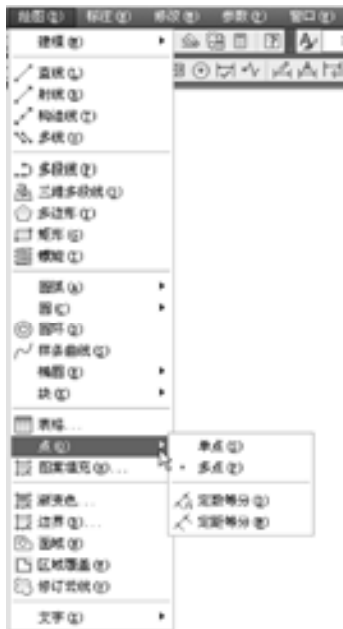 绘图(D) 标注(N) 修改(M) 参数(P) 窗口(W)
建模(M)
直线(L)
射线(R)
构造线(T)
多线(U)
多段线(P)
三维多段线(3)
多边形(Y)
矩形(G)
螺旋(I)
圆弧(A)
圆(C)
圆环(D)
样条曲线(S)
椭圆(E)
块(K)
表格...
点(O)
单点(S)
多点(P)
图案填充(H)...
定数等分(D)
渐变色...
定距等分(M)
边界(B)...
面域(N)
区域覆盖(W)
修订云线(V)
文字(X)